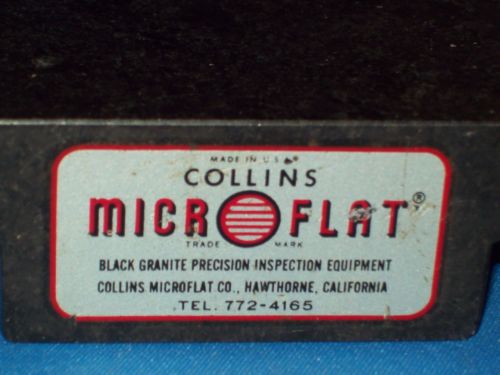 MADE IN U.S.A.
COLLINS
MICROFLAT®
TRADE MARK
BLACK GRANITE PRECISION INSPECTION EQUIPMENT
COLLINS MICROFLAT CO., HAWTHORNE, CALIFORNIA
TEL. 772-4165